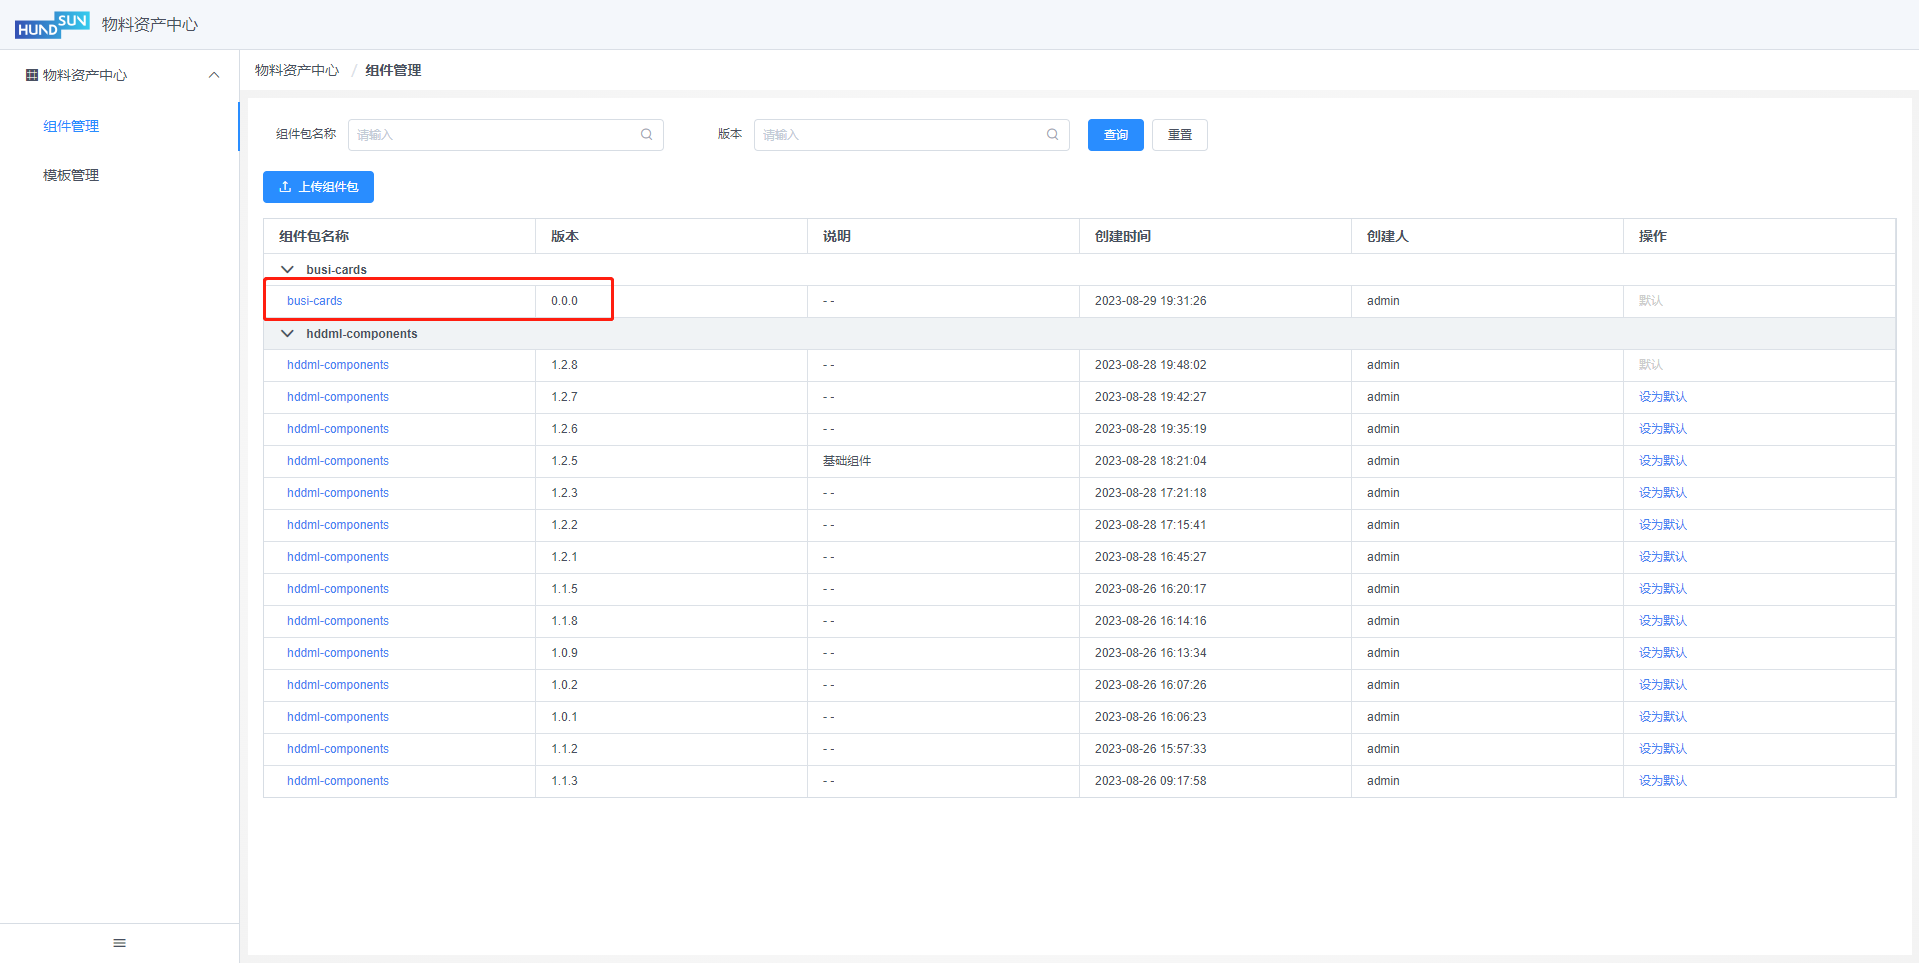 HUND SUN 物料资产中心
物料资产中心
组件管理
模板管理
物料资产中心 / 组件管理
组件包名称 请输入 版本 请输入 查询 重置
上传组件包
组件包名称 版本 说明 创建时间 创建人 操作
busi-cards
busi-cards 0.0.0 -- 2023-08-29 19:31:26 admin 默认
hddml-components
hddml-components 1.2.8 -- 2023-08-28 19:48:02 admin 默认
hddml-components 1.2.7 -- 2023-08-28 19:42:27 admin 设为默认
hddml-components 1.2.6 -- 2023-08-28 19:35:19 admin 设为默认
hddml-components 1.2.5 基础组件 2023-08-28 18:21:04 admin 设为默认
hddml-components 1.2.3 -- 2023-08-28 17:21:18 admin 设为默认
hddml-components 1.2.2 -- 2023-08-28 17:15:41 admin 设为默认
hddml-components 1.2.1 -- 2023-08-28 16:45:27 admin 设为默认
hddml-components 1.1.5 -- 2023-08-26 16:20:17 admin 设为默认
hddml-components 1.1.8 -- 2023-08-26 16:14:16 admin 设为默认
hddml-components 1.0.9 -- 2023-08-26 16:13:34 admin 设为默认
hddml-components 1.0.2 -- 2023-08-26 16:07:26 admin 设为默认
hddml-components 1.0.1 -- 2023-08-26 16:06:23 admin 设为默认
hddml-components 1.1.2 -- 2023-08-26 15:57:33 admin 设为默认
hddml-components 1.1.3 -- 2023-08-26 09:17:58 admin 设为默认